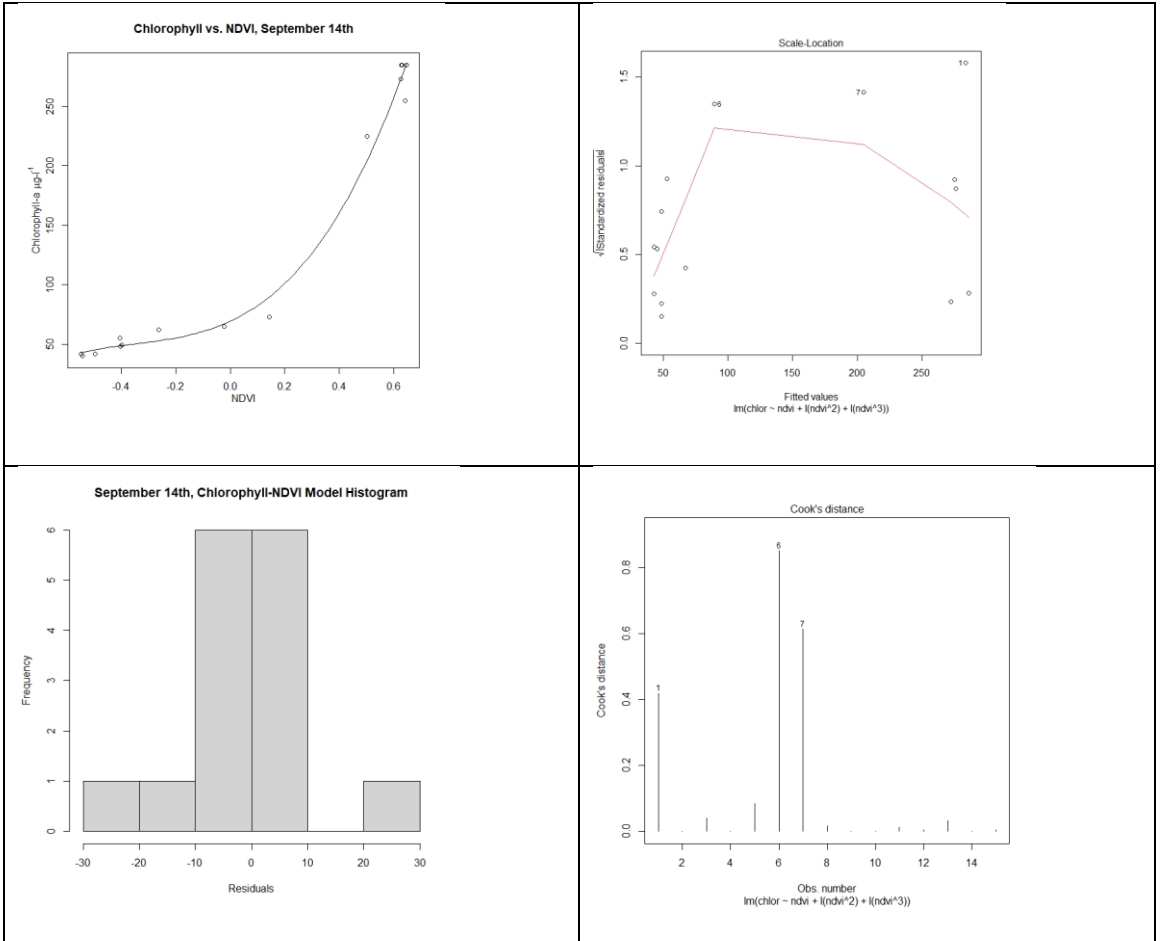 Chlorophyll vs. NDVI, September 14th
Chlorophyll-a µg-l⁻¹
250
200
150
100
50
-0.4 -0.2 0.0 0.2 0.4 0.6
NDVI
Scale-Location
√|Standardized residuals|
1.5
1.0
0.5
0.0
1
7
6
50 100 150 200 250
Fitted values
lm(chlor ~ ndvi + I(ndvi^2) + I(ndvi^3))
September 14th, Chlorophyll-NDVI Model Histogram
Frequency
6
5
4
3
2
1
0
-30 -20 -10 0 10 20 30
Residuals
Cook's distance
Cook's distance
0.8
0.6
0.4
0.2
0.0
6
7
1
2 4 6 8 10 12 14
Obs. number
lm(chlor ~ ndvi + I(ndvi^2) + I(ndvi^3))